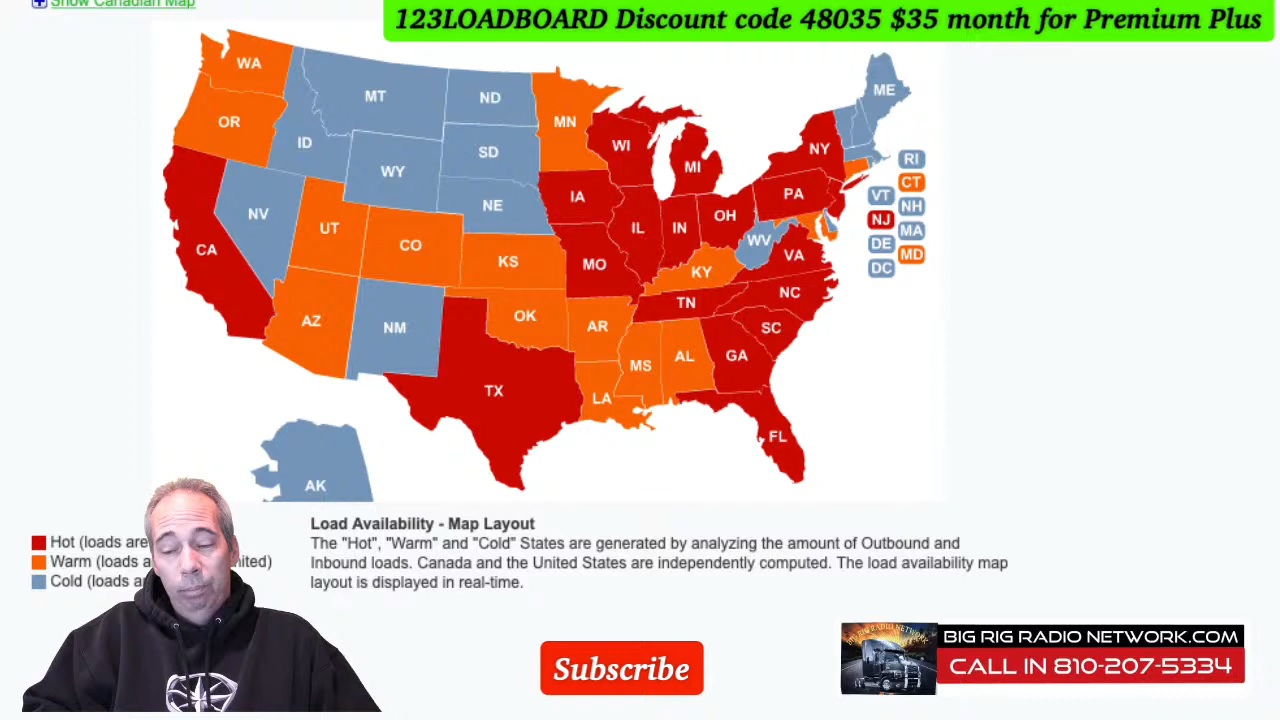 Show Canadian Map
123LOADBOARD Discount code 48035 $35 month for Premium Plus
WA
MT
ND
MN
ME
OR
ID
SD
WI
NY
MI
WY
RI
CT
NV
NE
IA
PA
VT
NH
UT
CO
IL
IN
OH
NJ
MA
CA
KS
MO
WV
VA
DE
MD
KY
DC
AZ
NM
OK
TN
NC
AR
SC
TX
MS
AL
GA
LA
FL
AK
Load Availability - Map Layout
Hot (loads are
The "Hot", "Warm" and "Cold" States are generated by analyzing the amount of Outbound and
Warm (loads
Inbound loads. Canada and the United States are independently computed. The load availability map
Cold (loads
layout is displayed in real-time.
Subscribe
BIG RIG RADIO NETWORK
BIG RIG RADIO NETWORK.COM
CALL IN 810-207-5334